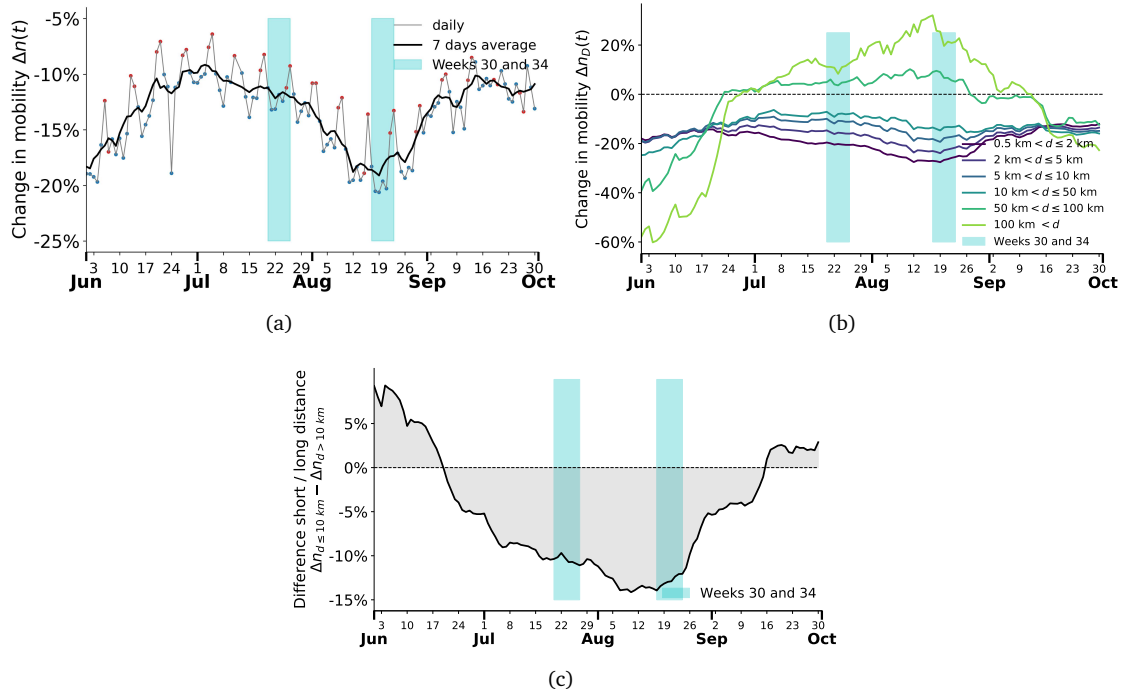 Change in mobility Δn(t)
-5%
-10%
-15%
-20%
-25%
daily
7 days average
Weeks 30 and 34
3 10 17 24 1 8 15 22 29 5 12 19 26 2 9 16 23 30
Jun Jul Aug Sep Oct
(a)
Change in mobility Δn_D(t)
20%
0%
-20%
-40%
-60%
0.5 km < d ≤ 2 km
2 km < d ≤ 5 km
5 km < d ≤ 10 km
10 km < d ≤ 50 km
50 km < d ≤ 100 km
100 km < d
Weeks 30 and 34
3 10 17 24 1 8 15 22 29 5 12 19 26 2 9 16 23 30
Jun Jul Aug Sep Oct
(b)
Difference short / long distance
Δn_{d ≤ 10 km} − Δn_{d > 10 km}
5%
0%
-5%
-10%
-15%
Weeks 30 and 34
3 10 17 24 1 8 15 22 29 5 12 19 26 2 9 16 23 30
Jun Jul Aug Sep Oct
(c)